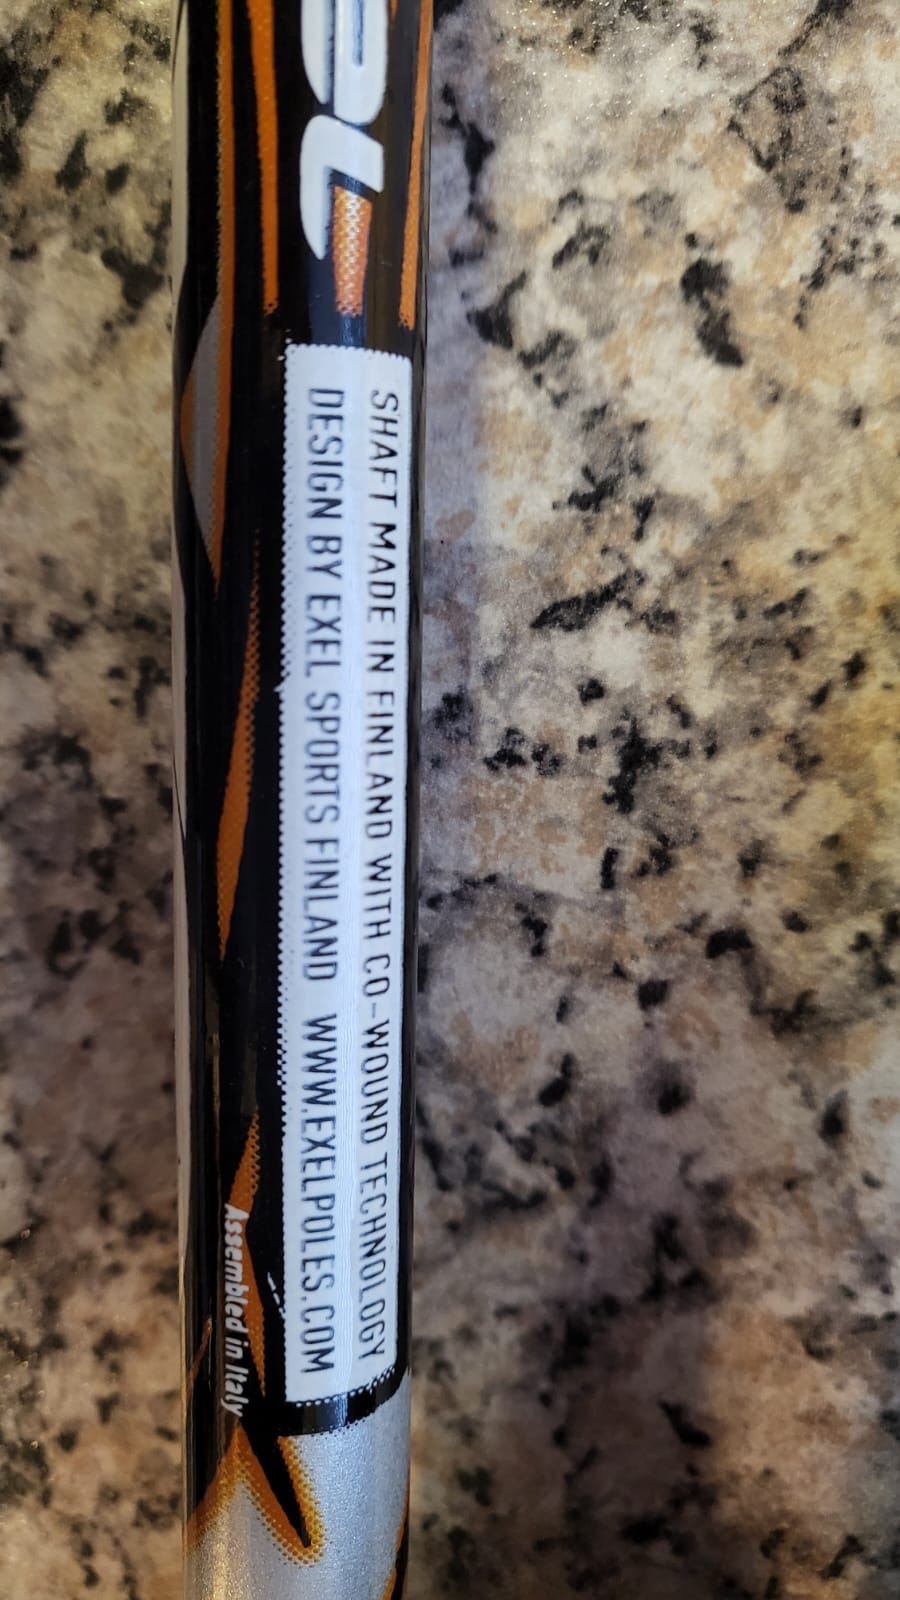 EL
SHAFT MADE IN FINLAND WITH CO-WOUND TECHNOLOGY
DESIGN BY EXEL SPORTS FINLAND WWW.EXELPOLES.COM
Assembled in Italy